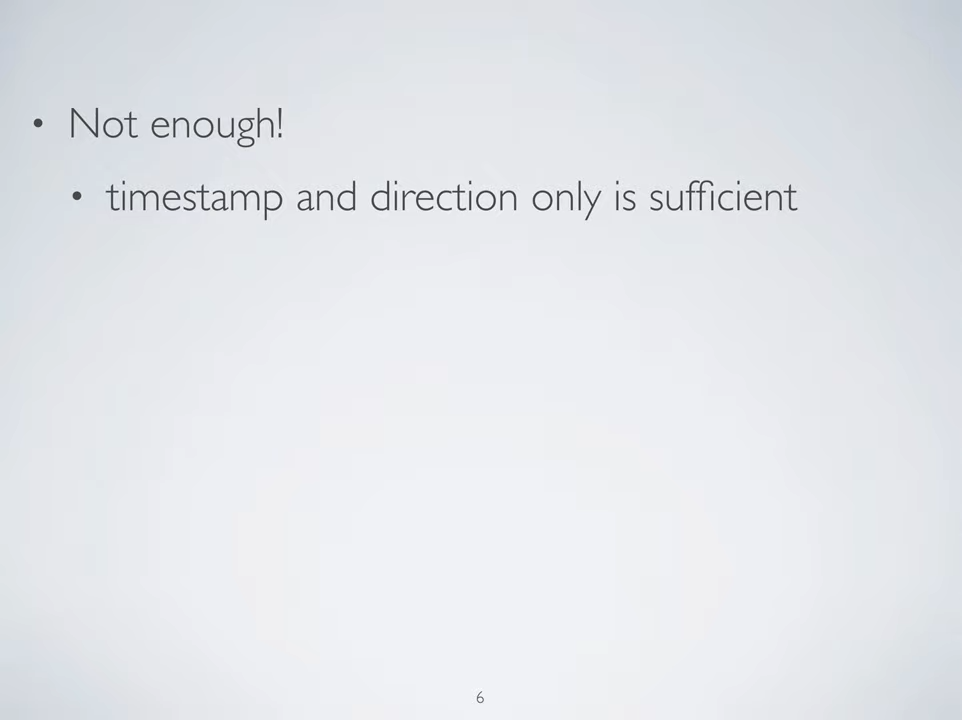 • Not enough!
• timestamp and direction only is sufficient
6